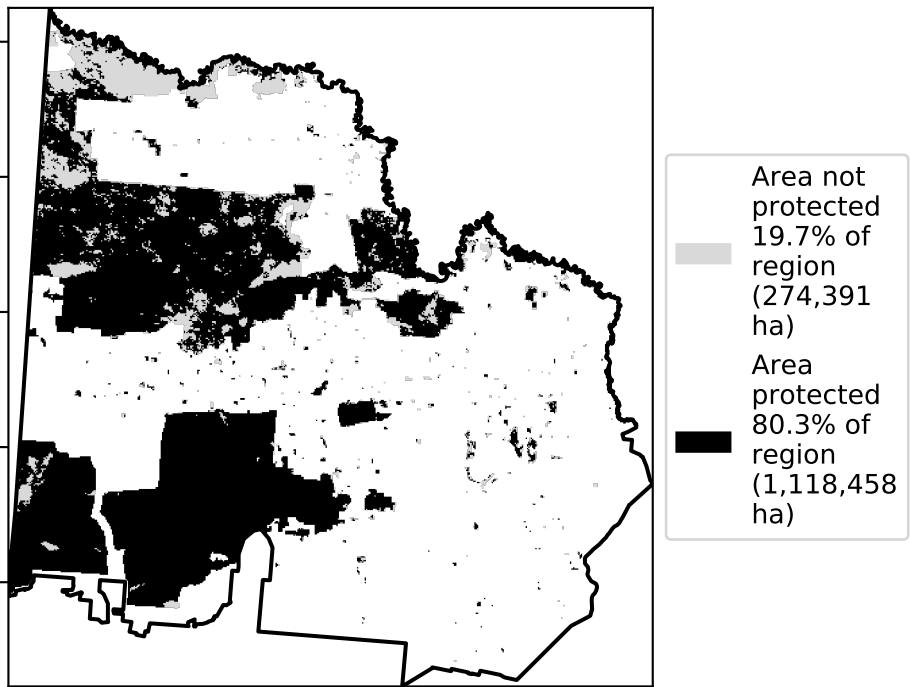 Area not
protected
19.7% of
region
(274,391
ha)
Area
protected
80.3% of
region
(1,118,458
ha)